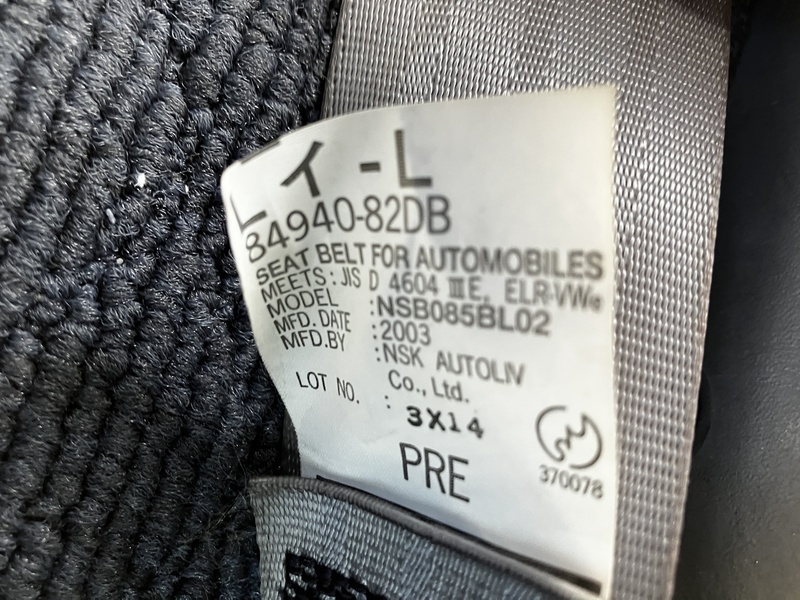 イ-L
84940-82DB
SEAT BELT FOR AUTOMOBILES
MEETS: JIS D 4604 ⅢE, ELR-VWe
MODEL :NSB085BL02
MFD. DATE :2003
MFD.BY :NSK AUTOLIV
Co., Ltd.
LOT NO. : 3X14
PRE
370078